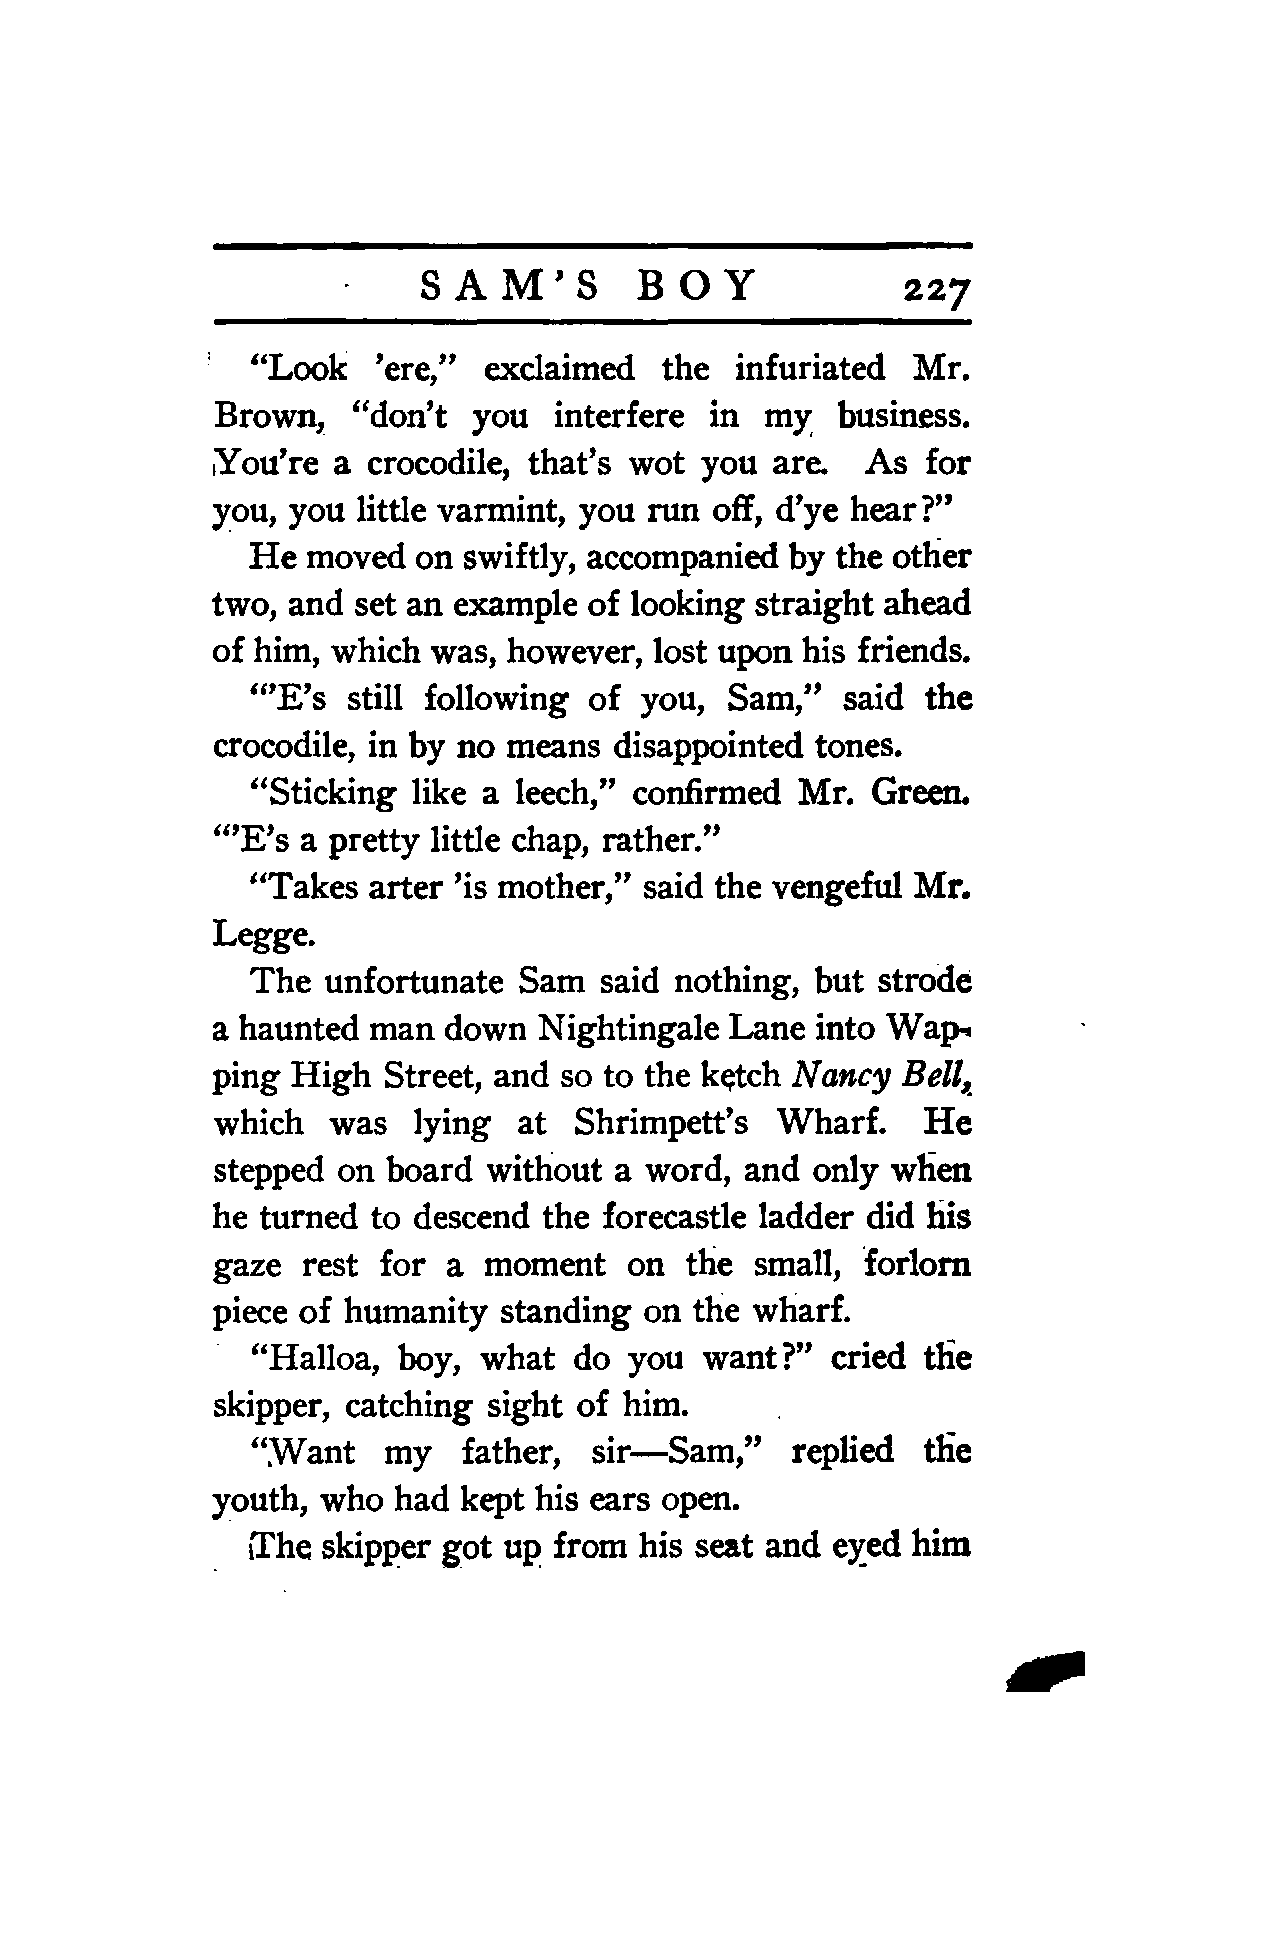 SAM'S BOY 227
"Look 'ere," exclaimed the infuriated Mr.
Brown, "don't you interfere in my business.
You're a crocodile, that's wot you are. As for
you, you little varmint, you run off, d'ye hear?"
He moved on swiftly, accompanied by the other
two, and set an example of looking straight ahead
of him, which was, however, lost upon his friends.
"'E's still following of you, Sam," said the
crocodile, in by no means disappointed tones.
"Sticking like a leech," confirmed Mr. Green.
"'E's a pretty little chap, rather."
"Takes arter 'is mother," said the vengeful Mr.
Legge.
The unfortunate Sam said nothing, but strode
a haunted man down Nightingale Lane into Wap-
ping High Street, and so to the ketch Nancy Bell,
which was lying at Shrimpett's Wharf. He
stepped on board without a word, and only when
he turned to descend the forecastle ladder did his
gaze rest for a moment on the small, forlorn
piece of humanity standing on the wharf.
"Halloa, boy, what do you want?" cried the
skipper, catching sight of him.
"Want my father, sir—Sam," replied the
youth, who had kept his ears open.
The skipper got up from his seat and eyed him